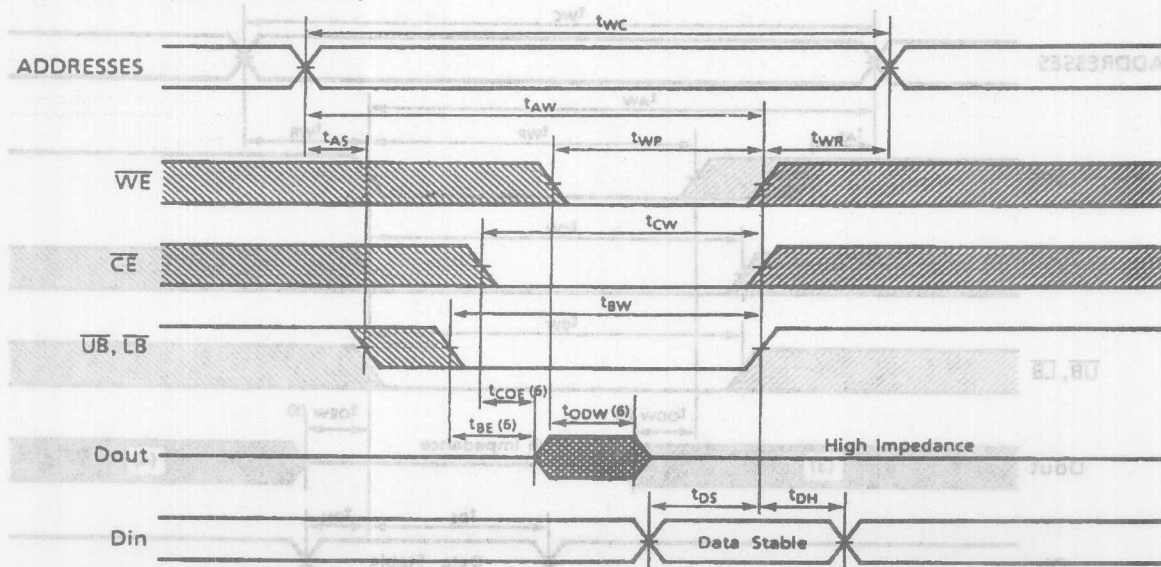 tWC
ADDRESSES
tAW
tAS
tWP
tWR
WE
tCW
CE
tBW
UB, LB
tCOE (6)
tODW (6)
tBE (6)
Dout
High Impedance
tDS
tDH
Din
Data Stable